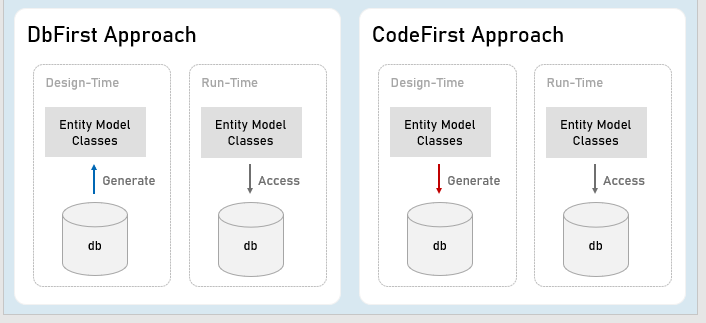 DbFirst Approach
Design-Time
Entity Model
Classes
Generate
db
Run-Time
Entity Model
Classes
Access
db
CodeFirst Approach
Design-Time
Entity Model
Classes
Generate
db
Run-Time
Entity Model
Classes
Access
db